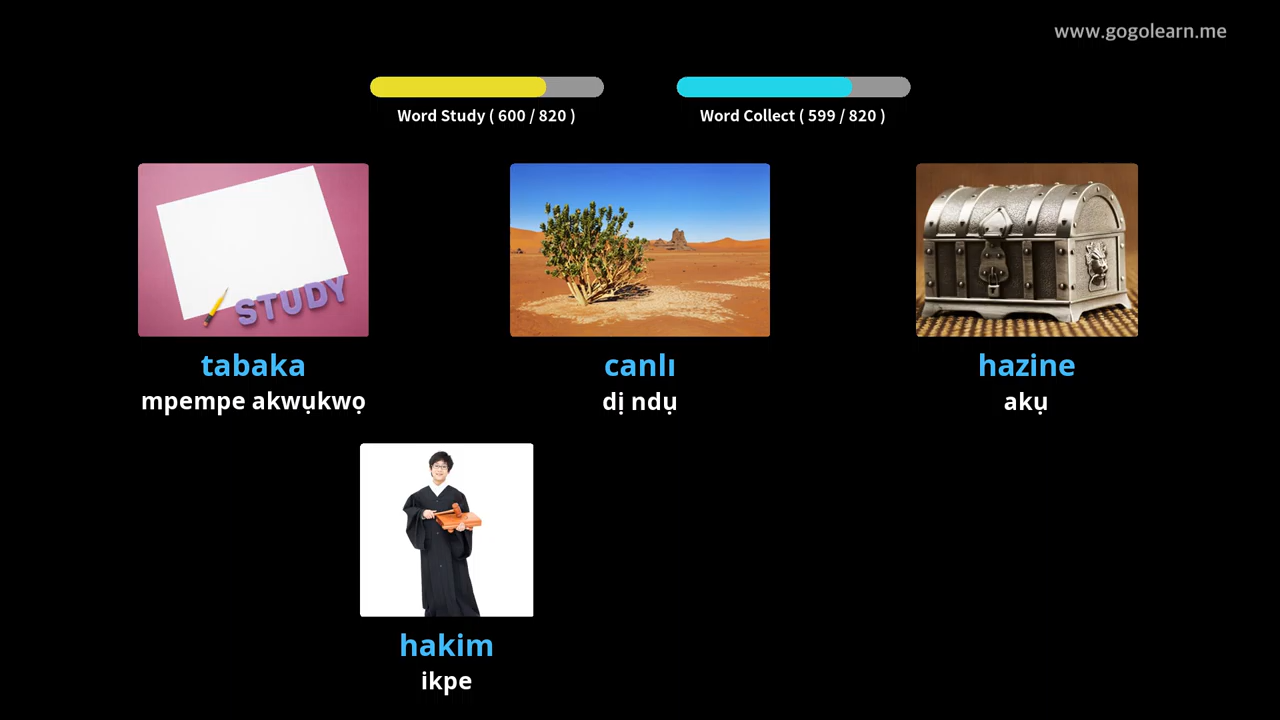 www.gogolearn.me
Word Study ( 600 / 820 )
Word Collect ( 599 / 820 )
STUDY
tabaka
mpempe akwụkwọ
canlı
dị ndụ
hazine
akụ
hakim
ikpe